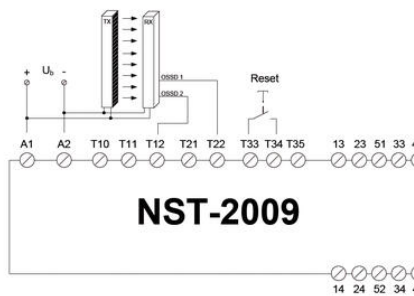 TX RX
+ Ub -
OSSD 1
OSSD 2
Reset
A1 A2 T10 T11 T12 T21 T22 T33 T34 T35 13 23 51 33
NST-2009
14 24 52 34